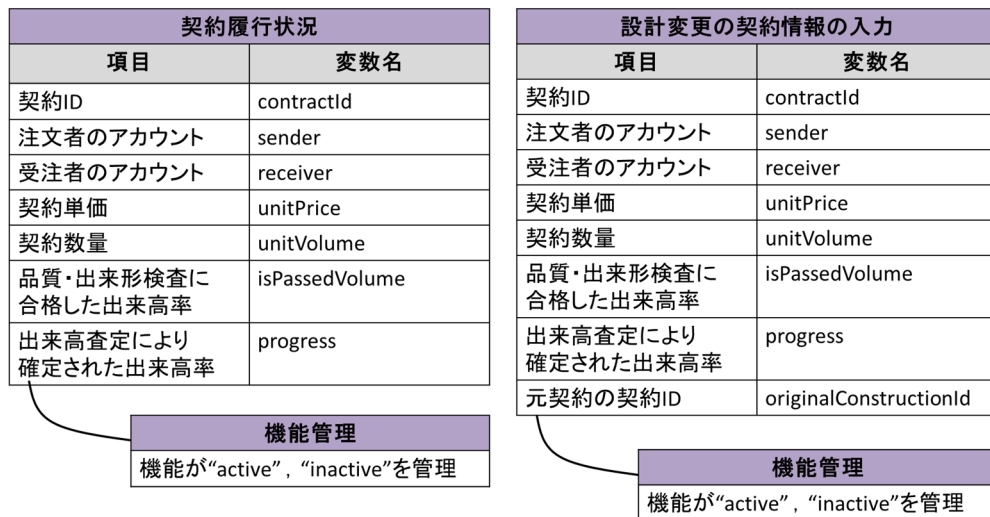 契約履行状況
項目 変数名
契約ID contractId
注文者のアカウント sender
受注者のアカウント receiver
契約単価 unitPrice
契約数量 unitVolume
品質・出来形検査に isPassedVolume
合格した出来高率
出来高査定により progress
確定された出来高率
機能管理
機能が“active”, “inactive”を管理
設計変更の契約情報の入力
項目 変数名
契約ID contractId
注文者のアカウント sender
受注者のアカウント receiver
契約単価 unitPrice
契約数量 unitVolume
品質・出来形検査に isPassedVolume
合格した出来高率
出来高査定により progress
確定された出来高率
元契約の契約ID originalConstructionId
機能管理
機能が“active”, “inactive”を管理